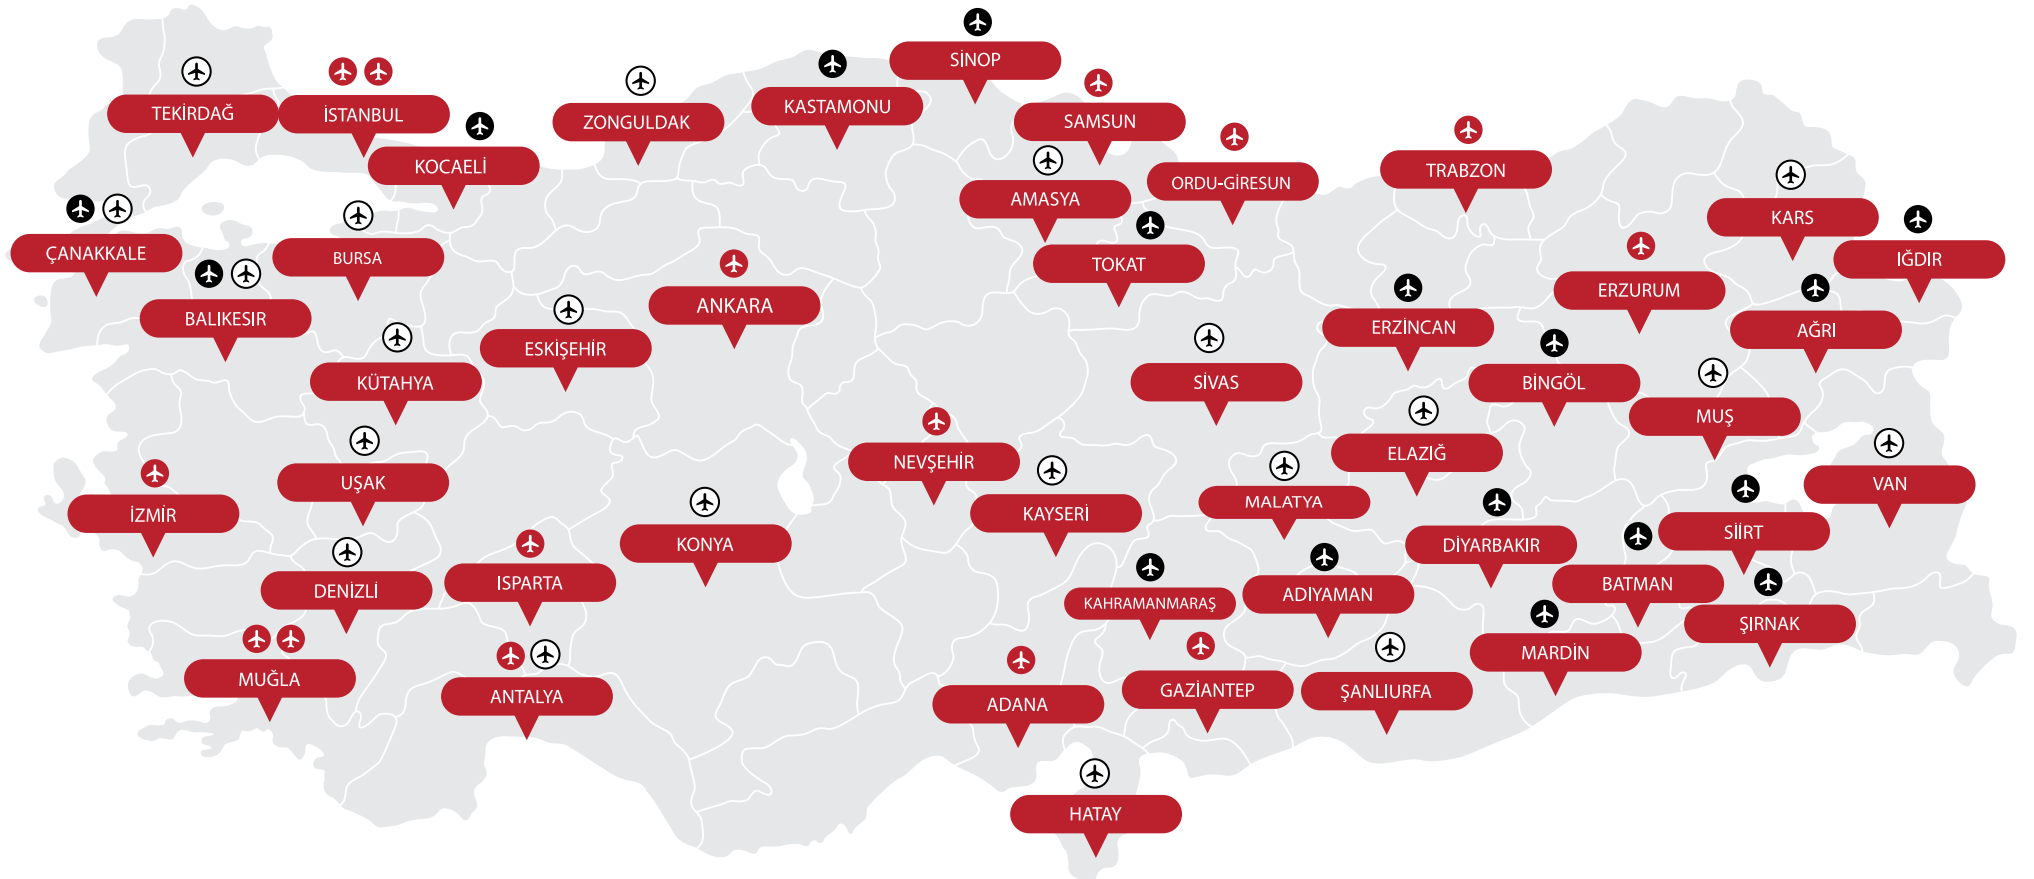 SİNOP
KASTAMONU
TEKİRDAĞ
İSTANBUL
ZONGULDAK
SAMSUN
KOCAELİ
TRABZON
ORDU-GİRESUN
AMASYA
KARS
ÇANAKKALE
BURSA
TOKAT
IĞDIR
ERZURUM
ANKARA
BALIKESIR
ERZİNCAN
AĞRI
ESKİŞEHİR
KÜTAHYA
SİVAS
BİNGÖL
MUŞ
ELAZIĞ
NEVŞEHİR
UŞAK
VAN
MALATYA
İZMİR
KAYSERİ
SİİRT
KONYA
DİYARBAKIR
ISPARTA
BATMAN
DENİZLİ
ADIYAMAN
KAHRAMANMARAŞ
ŞIRNAK
MARDİN
MUĞLA
GAZİANTEP
ŞANLIURFA
ANTALYA
ADANA
HATAY